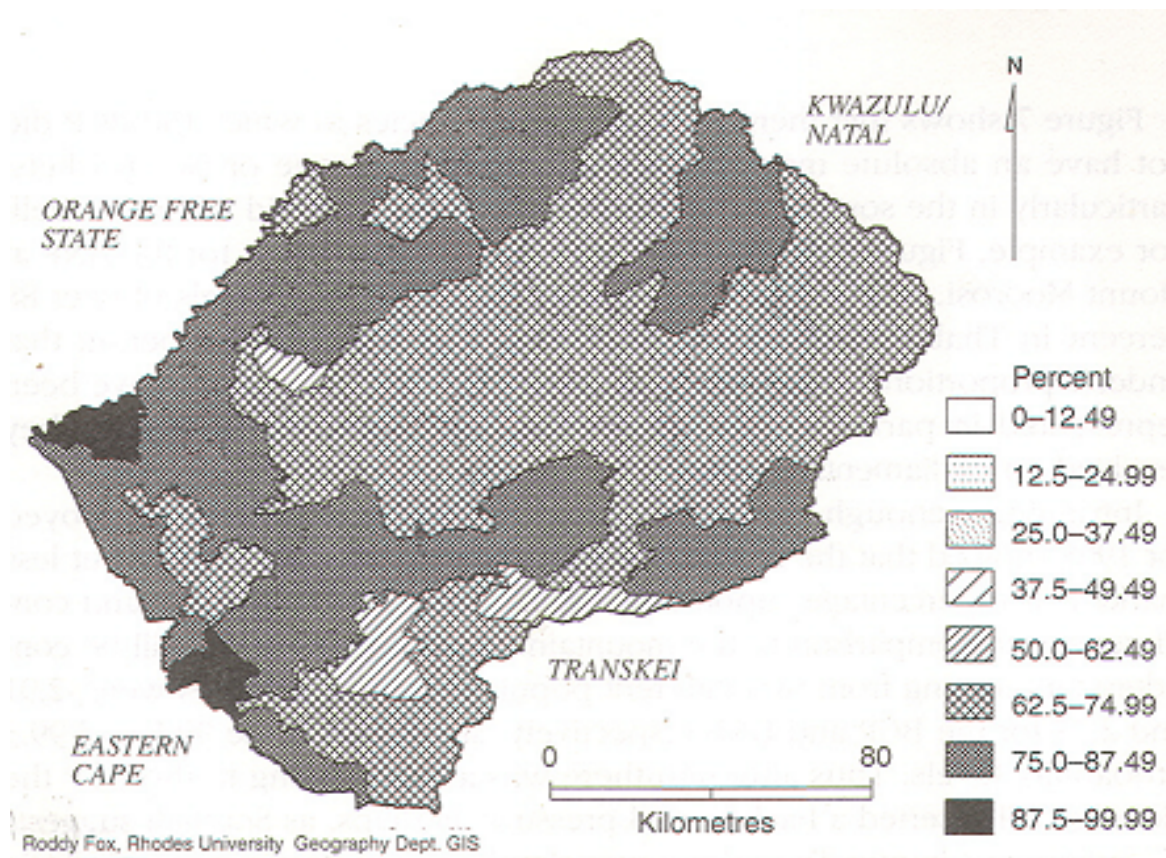 KWAZULU/
NATAL
N
ORANGE FREE
STATE
Percent
0–12.49
12.5–24.99
25.0–37.49
37.5–49.49
50.0–62.49
62.5–74.99
75.0–87.49
87.5–99.99
TRANSKEI
EASTERN
CAPE
0
80
Kilometres
Roddy Fox, Rhodes University Geography Dept. GIS